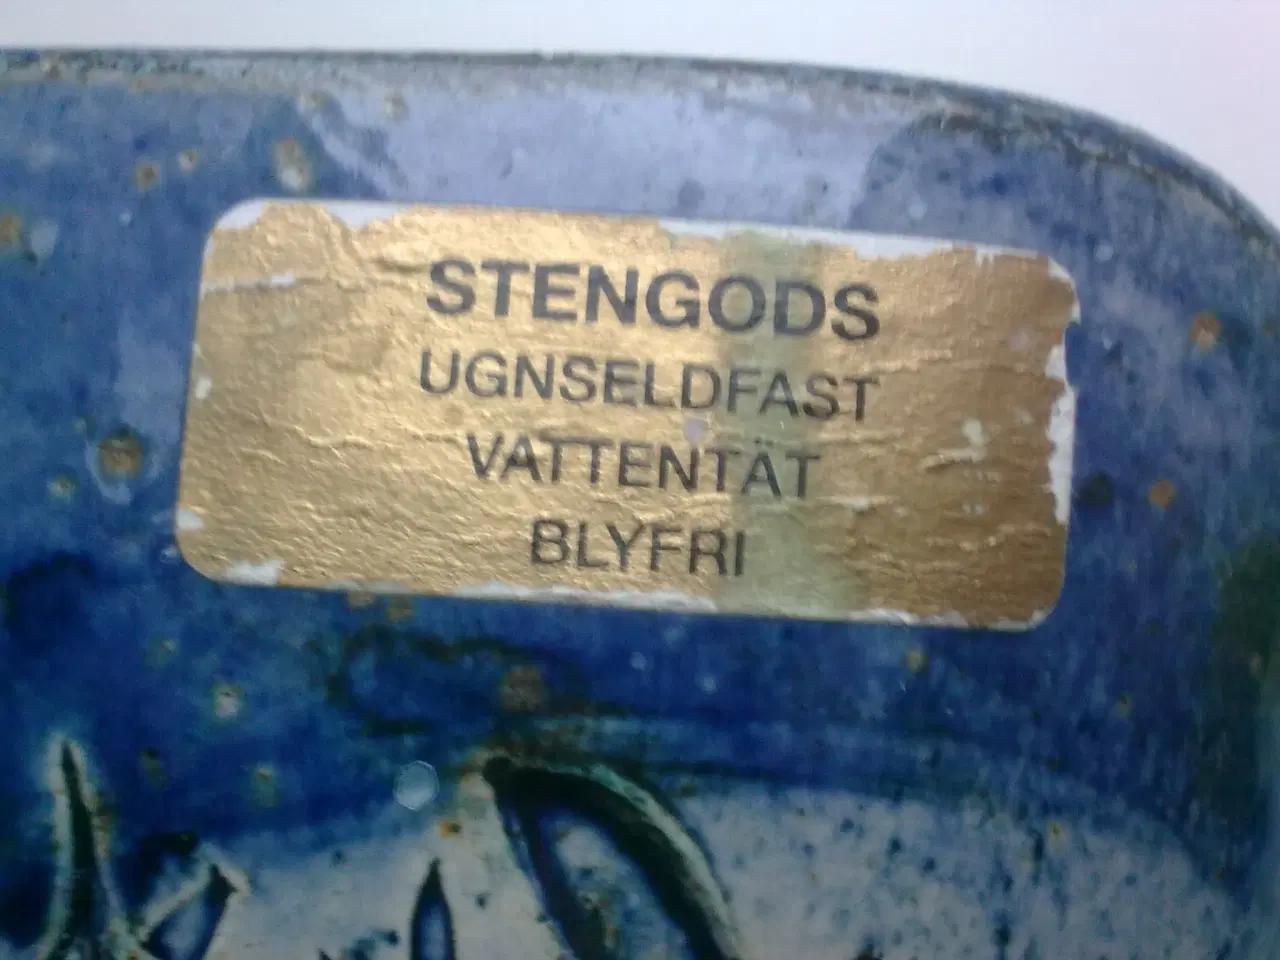 STENGODS
UGNSELDFAST
VATTENTÄT
BLYFRI